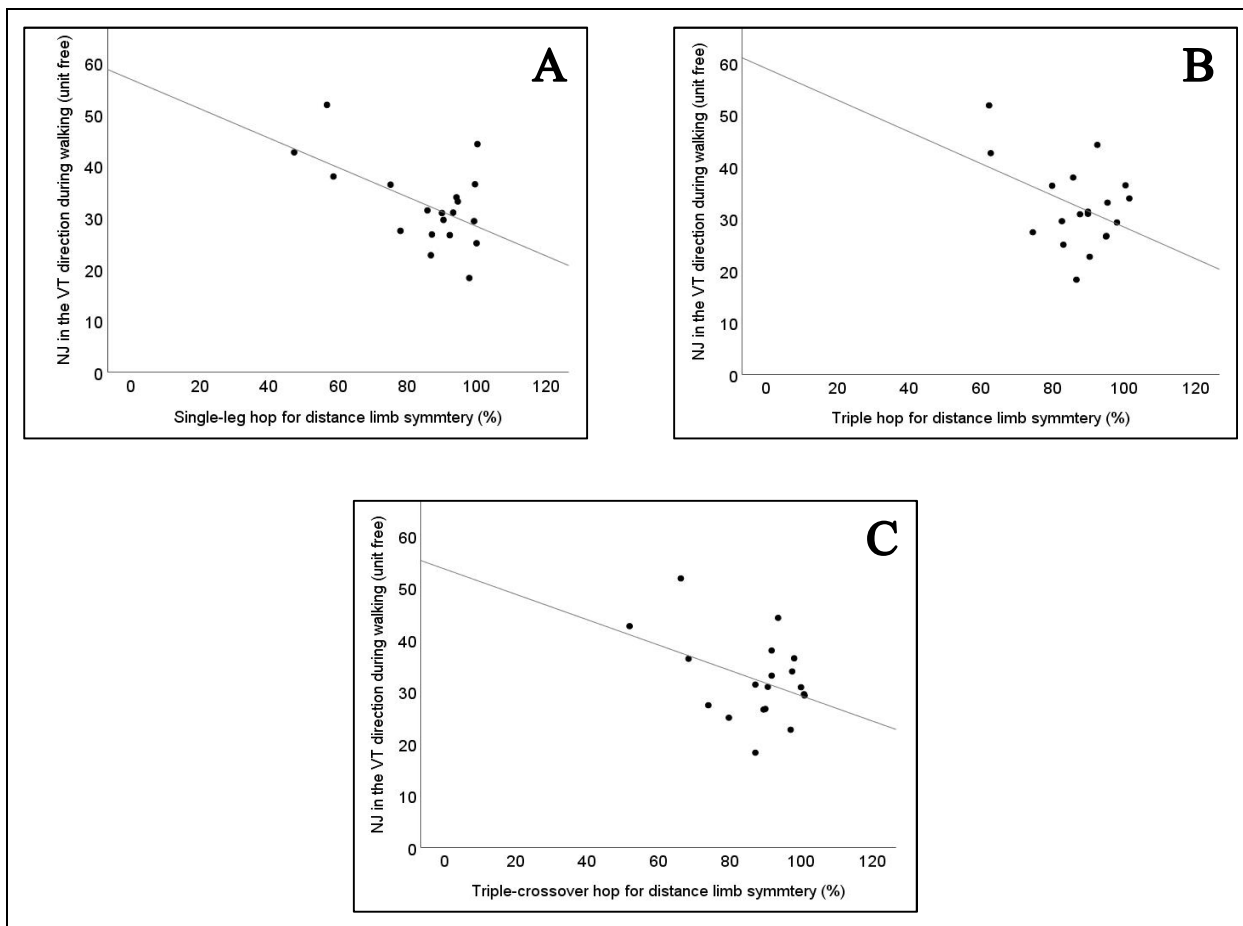 A
NJ in the VT direction during walking (unit free)
60
50
40
30
20
10
0
0 20 40 60 80 100 120
Single-leg hop for distance limb symmtery (%)
B
NJ in the VT direction during walking (unit free)
60
50
40
30
20
10
0
0 20 40 60 80 100 120
Triple hop for distance limb symmtery (%)
C
NJ in the VT direction during walking (unit free)
60
50
40
30
20
10
0
0 20 40 60 80 100 120
Triple-crossover hop for distance limb symmtery (%)